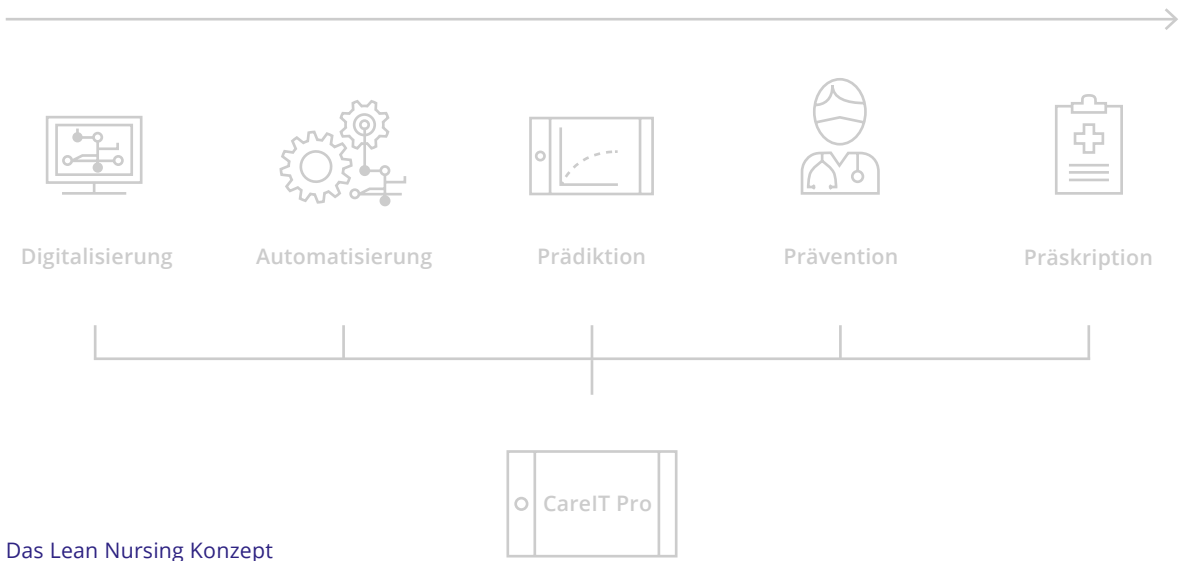 Digitalisierung Automatisierung Prädiktion Prävention Präskription
CareIT Pro
Das Lean Nursing Konzept